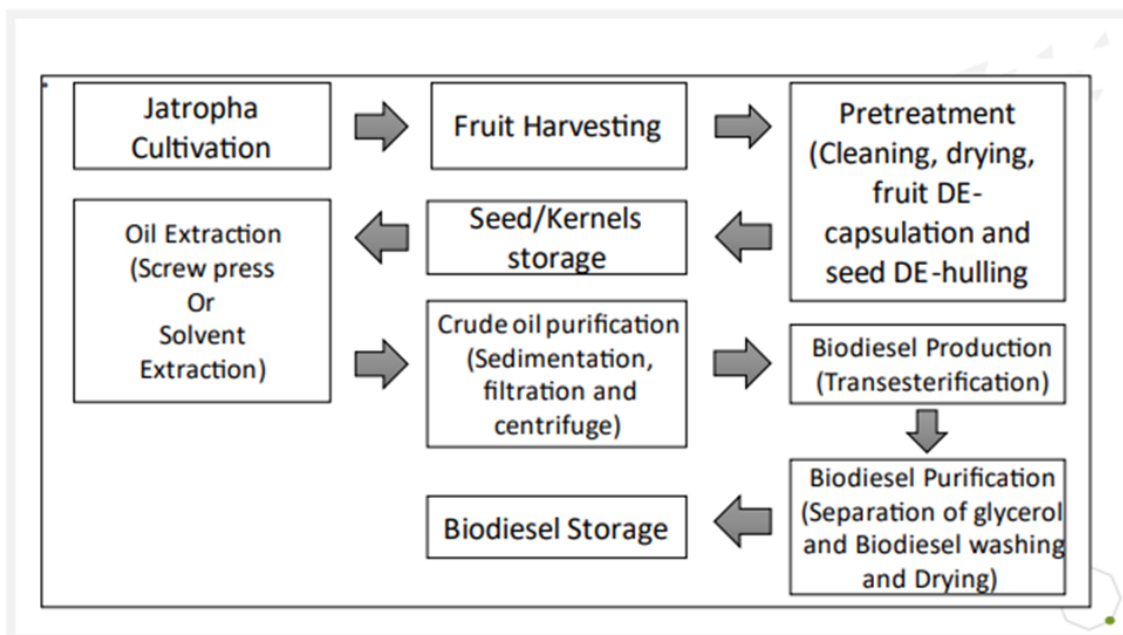 Jatropha
Cultivation
Fruit Harvesting
Pretreatment
(Cleaning, drying,
fruit DE-
capsulation and
seed DE-hulling
Seed/Kernels
storage
Oil Extraction
(Screw press
Or
Solvent
Extraction)
Crude oil purification
(Sedimentation,
filtration and
centrifuge)
Biodiesel Production
(Transesterification)
Biodiesel Purification
(Separation of glycerol
and Biodiesel washing
and Drying)
Biodiesel Storage